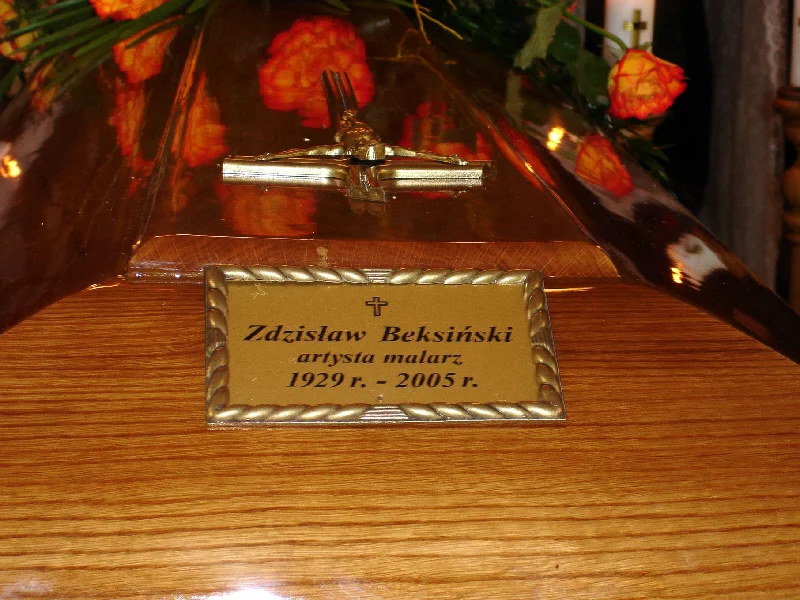 Zdzisław Beksiński
artysta malarz
1929 r. - 2005 r.